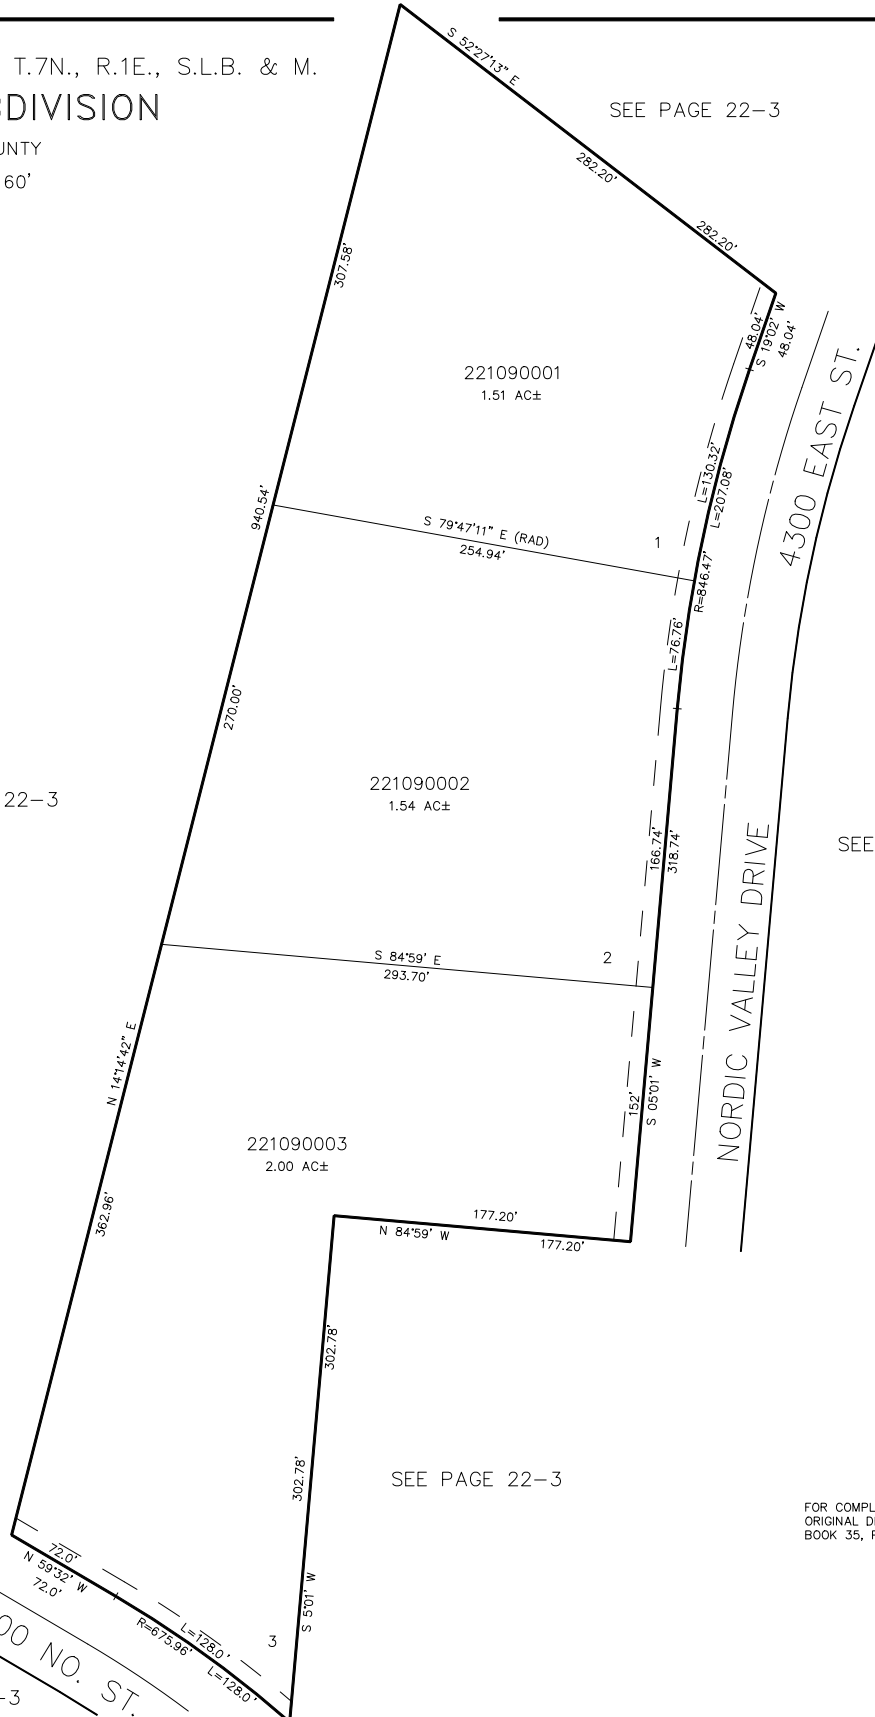 T.7N., R.1E., S.L.B. & M.
BDIVISION
UNTY
60'
S 52°27'13" E
SEE PAGE 22-3
282.20'
282.20'
307.58'
48.04'
S 19°02' W
48.04'
4300 EAST ST.
221090001
1.51 AC±
L=130.32'
L=207.08'
940.54'
S 79°47'11" E (RAD)
254.94'
1
R=846.47'
L=76.76'
270.00'
221090002
1.54 AC±
22-3
166.74'
318.74'
SEE
NORDIC VALLEY DRIVE
S 84°59' E
293.70'
2
N 14°14'42" E
152'
S 05°01' W
221090003
2.00 AC±
362.96'
177.20'
N 84°59' W
177.20'
302.78'
302.78'
SEE PAGE 22-3
FOR COMPL
ORIGINAL D
BOOK 35, P
72.0'
N 59°32' W
72.0'
S 5°01' W
R=675.96'
L=128.0'
L=128.0'
3
00 NO. ST.
-3